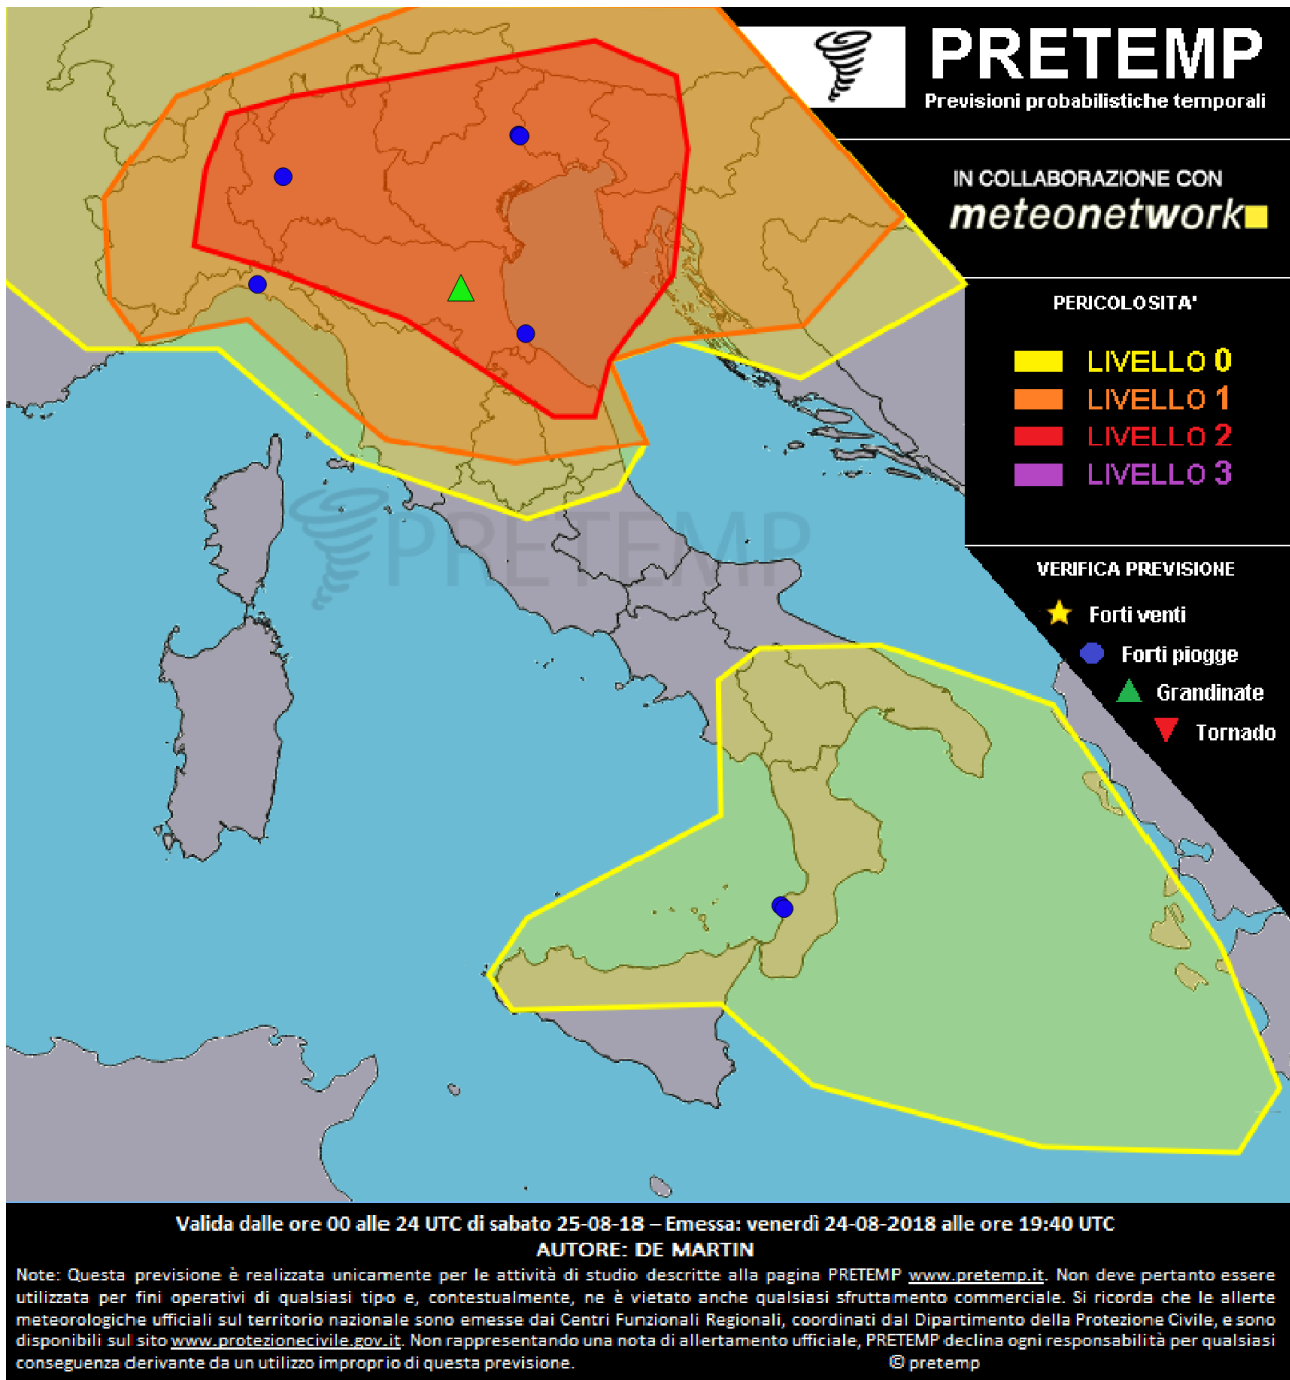 PRETEMP
Previsioni probabilistiche temporali
IN COLLABORAZIONE CON
meteonetwork
PERICOLOSITA'
LIVELLO 0
LIVELLO 1
LIVELLO 2
LIVELLO 3
PRETEMP
VERIFICA PREVISIONE
Forti venti
Forti piogge
Grandinate
Tornado
Valida dalle ore 00 alle 24 UTC di sabato 25-08-18 – Emessa: venerdì 24-08-2018 alle ore 19:40 UTC
AUTORE: DE MARTIN
Note: Questa previsione è realizzata unicamente per le attività di studio descritte alla pagina PRETEMP www.pretemp.it. Non deve pertanto essere
utilizzata per fini operativi di qualsiasi tipo e, contestualmente, ne è vietato anche qualsiasi sfruttamento commerciale. Si ricorda che le allerte
meteorologiche ufficiali sul territorio nazionale sono emesse dai Centri Funzionali Regionali, coordinati dal Dipartimento della Protezione Civile, e sono
disponibili sul sito www.protezionecivile.gov.it. Non rappresentando una nota di allertamento ufficiale, PRETEMP declina ogni responsabilità per qualsiasi
conseguenza derivante da un utilizzo improprio di questa previsione. © pretemp